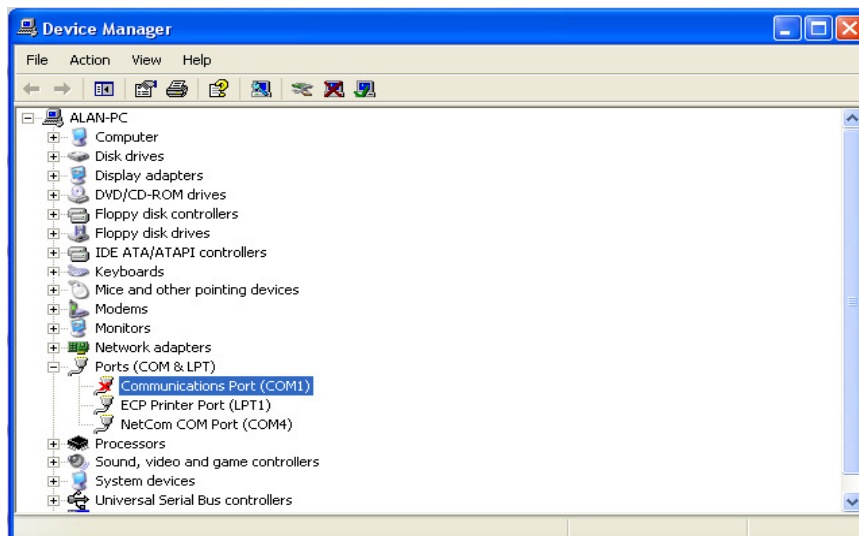 Device Manager
File Action View Help
ALAN-PC
Computer
Disk drives
Display adapters
DVD/CD-ROM drives
Floppy disk controllers
Floppy disk drives
IDE ATA/ATAPI controllers
Keyboards
Mice and other pointing devices
Modems
Monitors
Network adapters
Ports (COM & LPT)
Communications Port (COM1)
ECP Printer Port (LPT1)
NetCom COM Port (COM4)
Processors
Sound, video and game controllers
System devices
Universal Serial Bus controllers